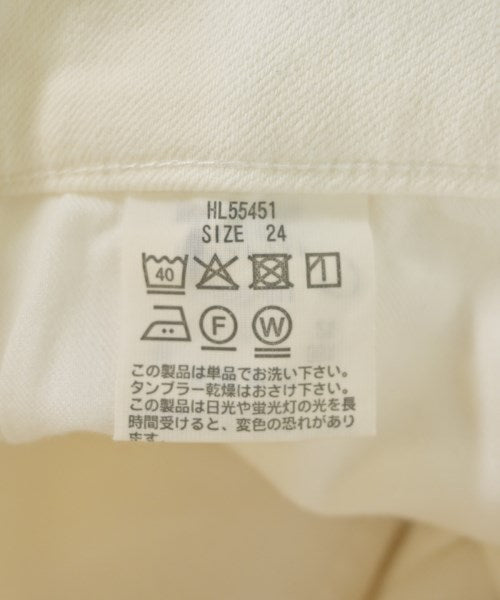 HL55451
SIZE 24
40
F W
この製品は単品でお洗い下さい。
タンブラー乾燥はおさけ下さい。
この製品は日光や蛍光灯の光を長
時間受けると、変色の恐れがあり
ます。